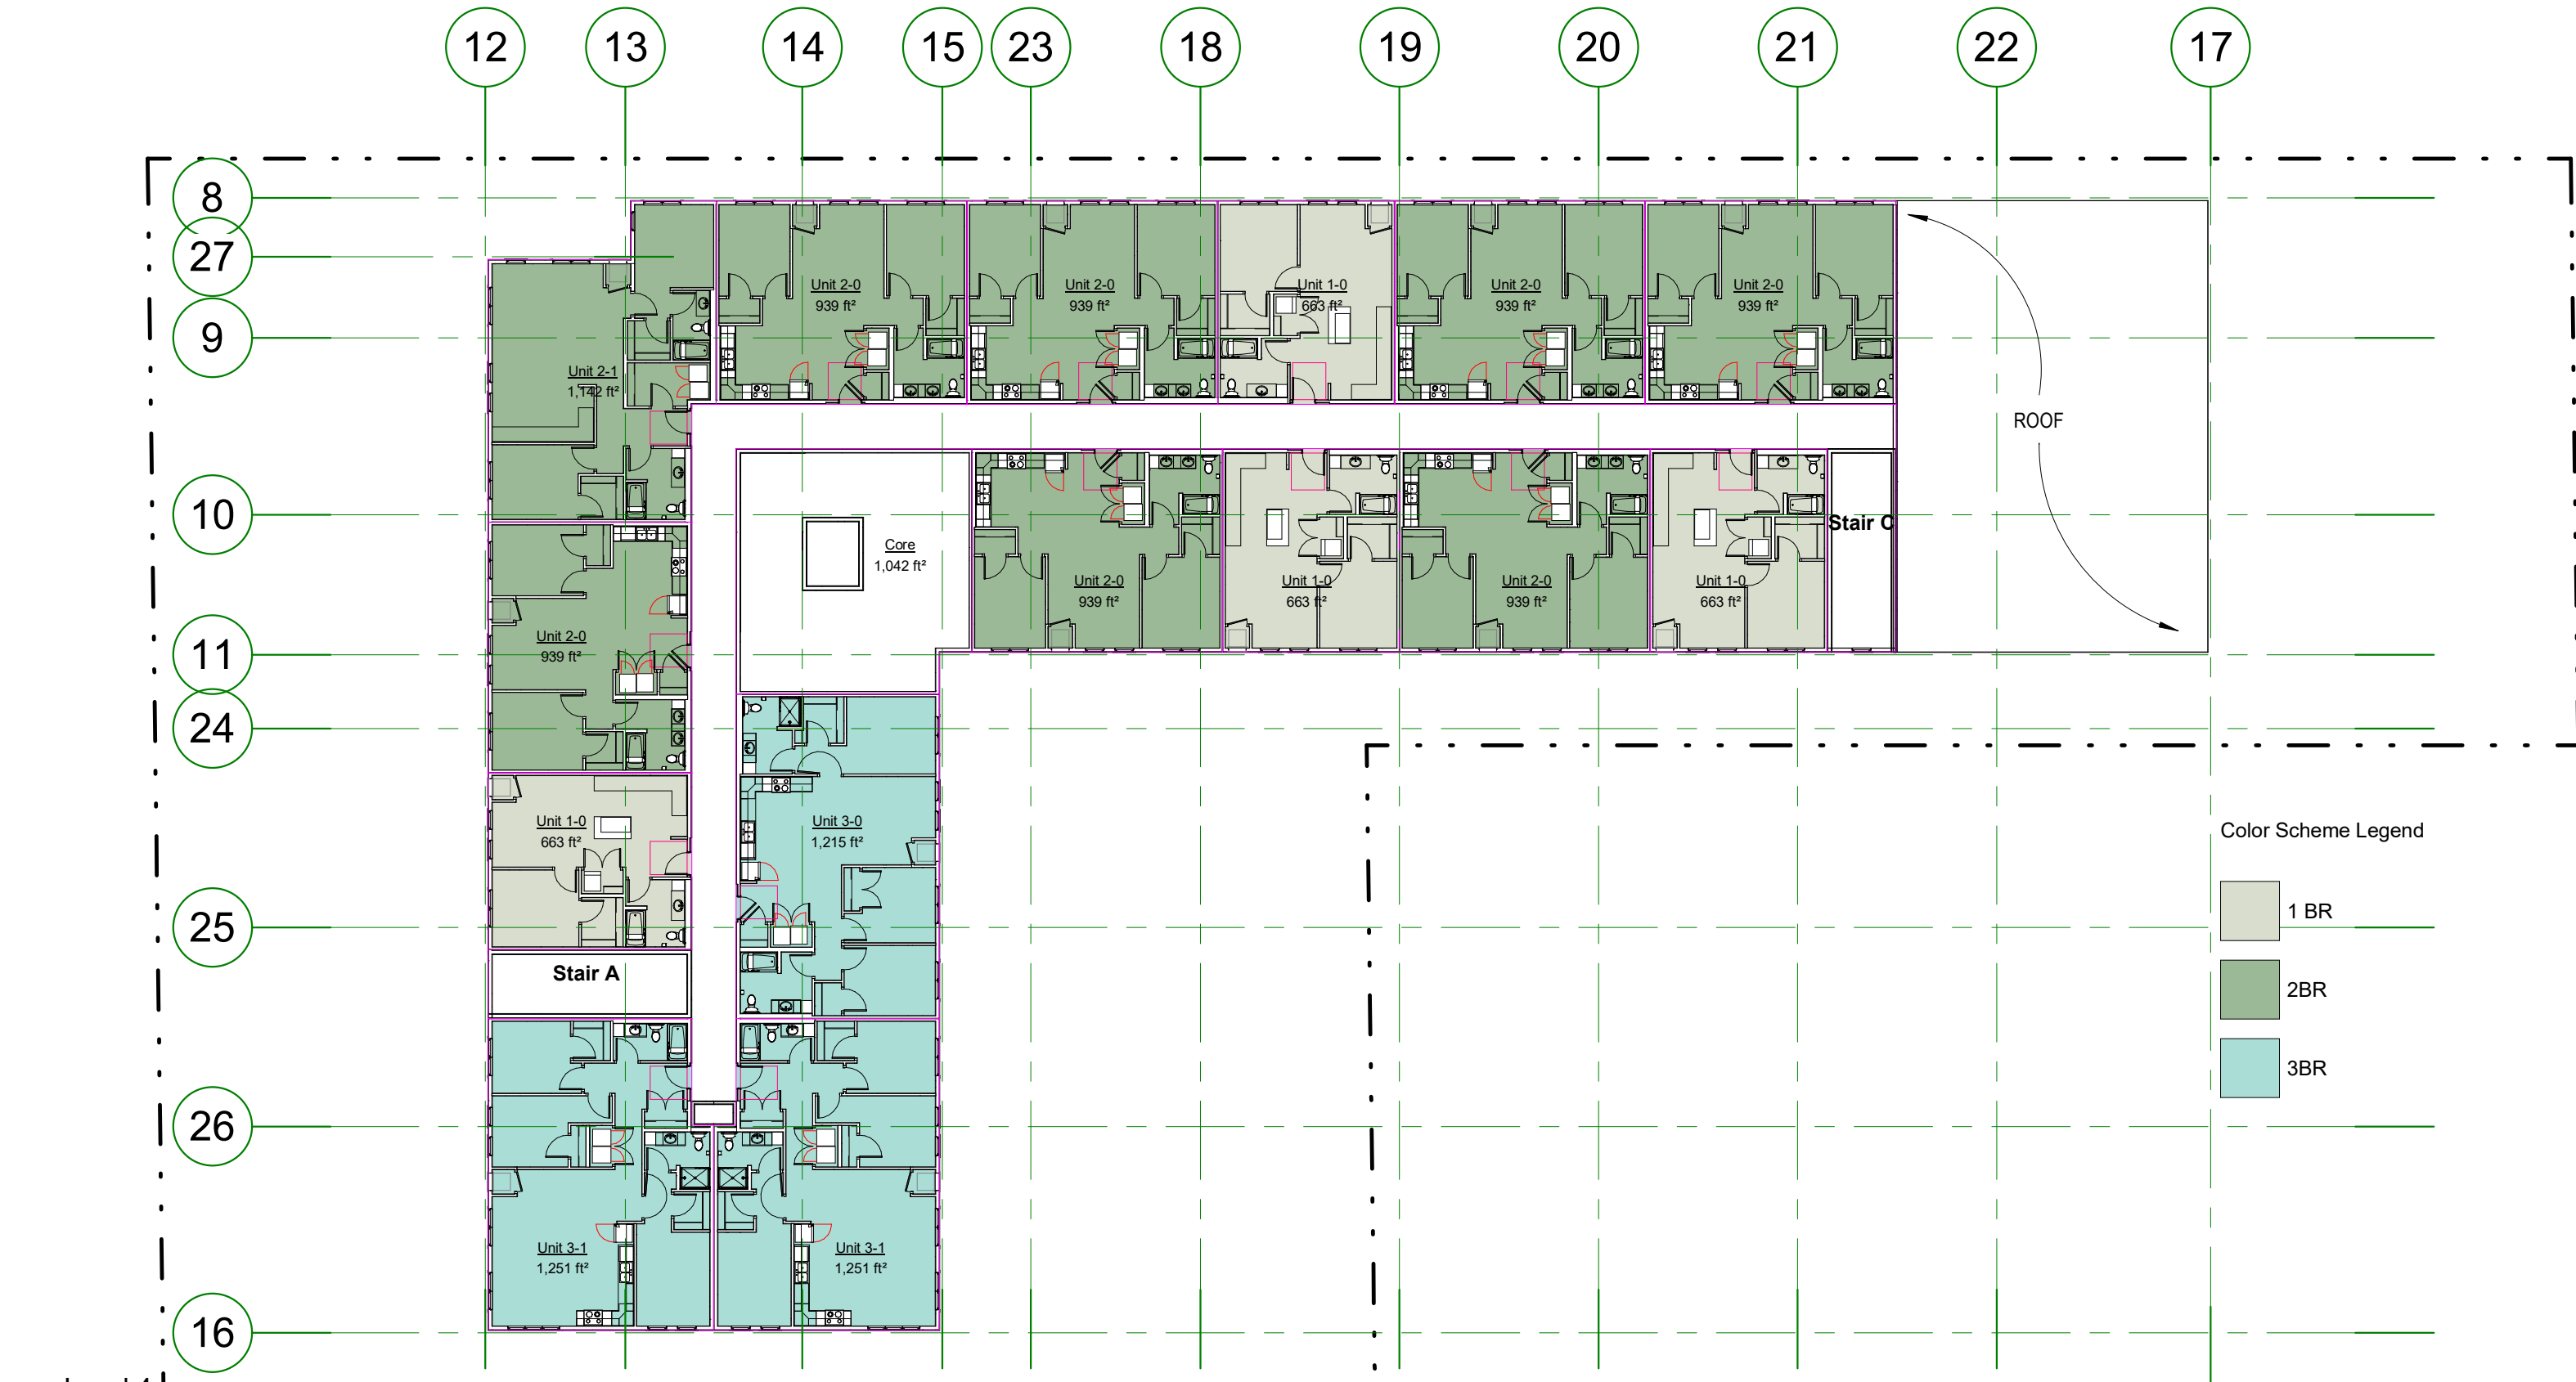 12
13
14
15
23
18
19
20
21
22
17
8
27
9
10
11
24
25
26
16
Unit 2-0
939 ft²
Unit 2-0
939 ft²
Unit 1-0
663 ft²
Unit 2-0
939 ft²
Unit 2-0
939 ft²
Unit 2-1
1,142 ft²
ROOF
Stair C
Core
1,042 ft²
Unit 2-0
939 ft²
Unit 1-0
663 ft²
Unit 2-0
939 ft²
Unit 1-0
663 ft²
Unit 2-0
939 ft²
Unit 1-0
663 ft²
Unit 3-0
1,215 ft²
Stair A
Unit 3-1
1,251 ft²
Unit 3-1
1,251 ft²
Color Scheme Legend
1 BR
2BR
3BR